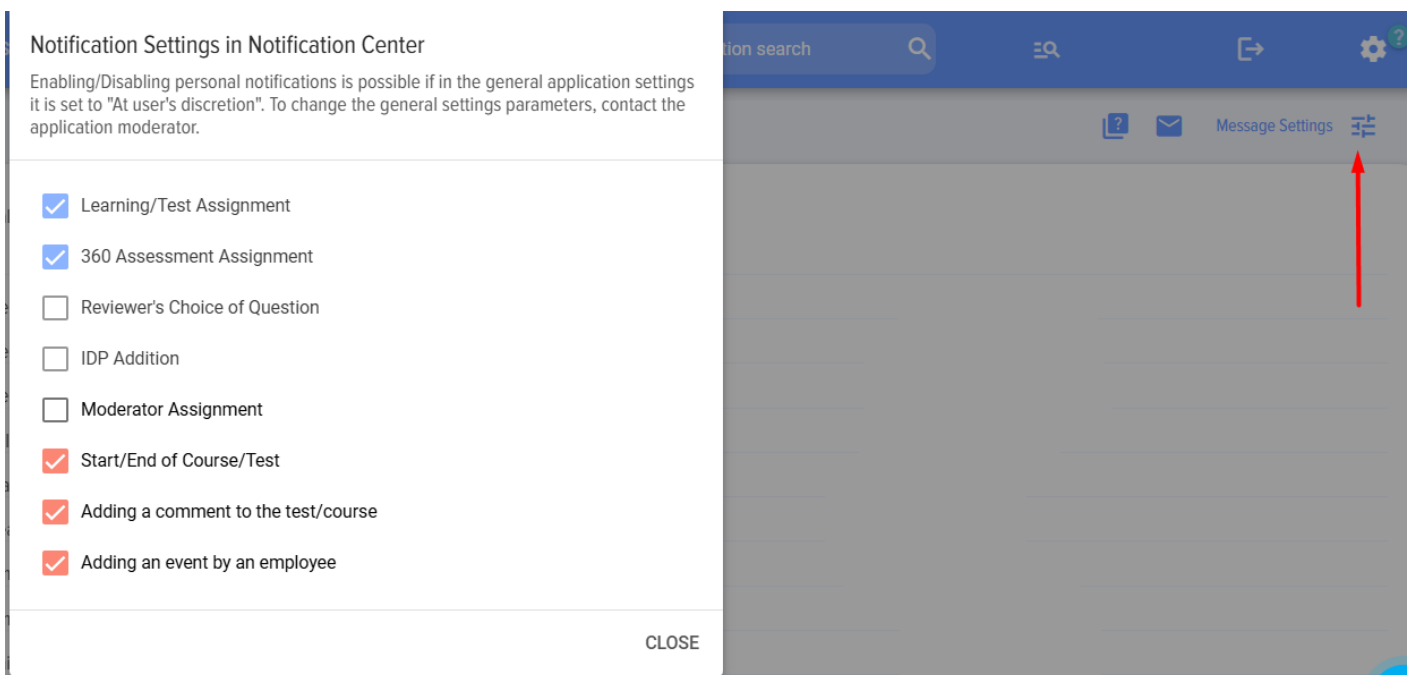 Notification Settings in Notification Center
tion search
?
Enabling/Disabling personal notifications is possible if in the general application settings
it is set to "At user's discretion". To change the general settings parameters, contact the
application moderator.
? Message Settings
Learning/Test Assignment
360 Assessment Assignment
Reviewer's Choice of Question
IDP Addition
Moderator Assignment
Start/End of Course/Test
Adding a comment to the test/course
Adding an event by an employee
CLOSE